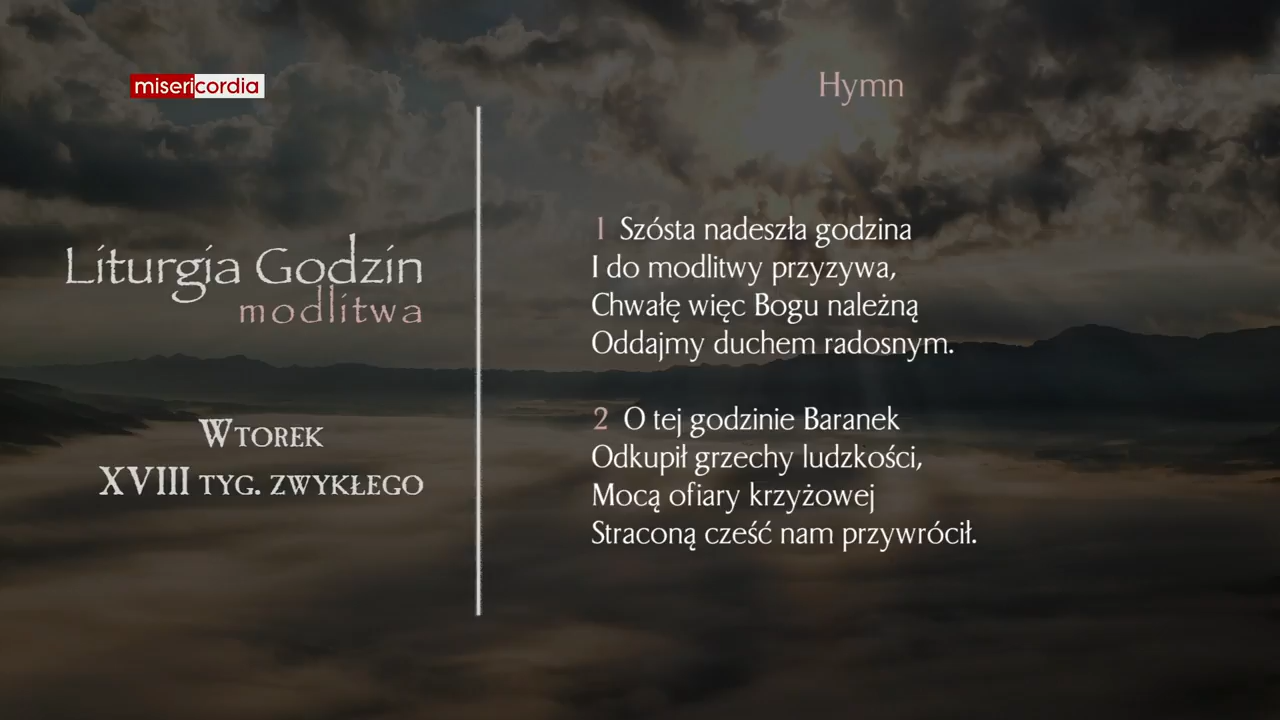 misericordia
Liturgia Godzin
modlitwa
Wtorek
XVIII tyg. zwykłego
Hymn
1 Szósta nadeszła godzina
I do modlitwy przyzywa,
Chwałę więc Bogu należną
Oddajmy duchem radosnym.
2 O tej godzinie Baranek
Odkupił grzechy ludzkości,
Mocą ofiary krzyżowej
Straconą cześć nam przywrócił.